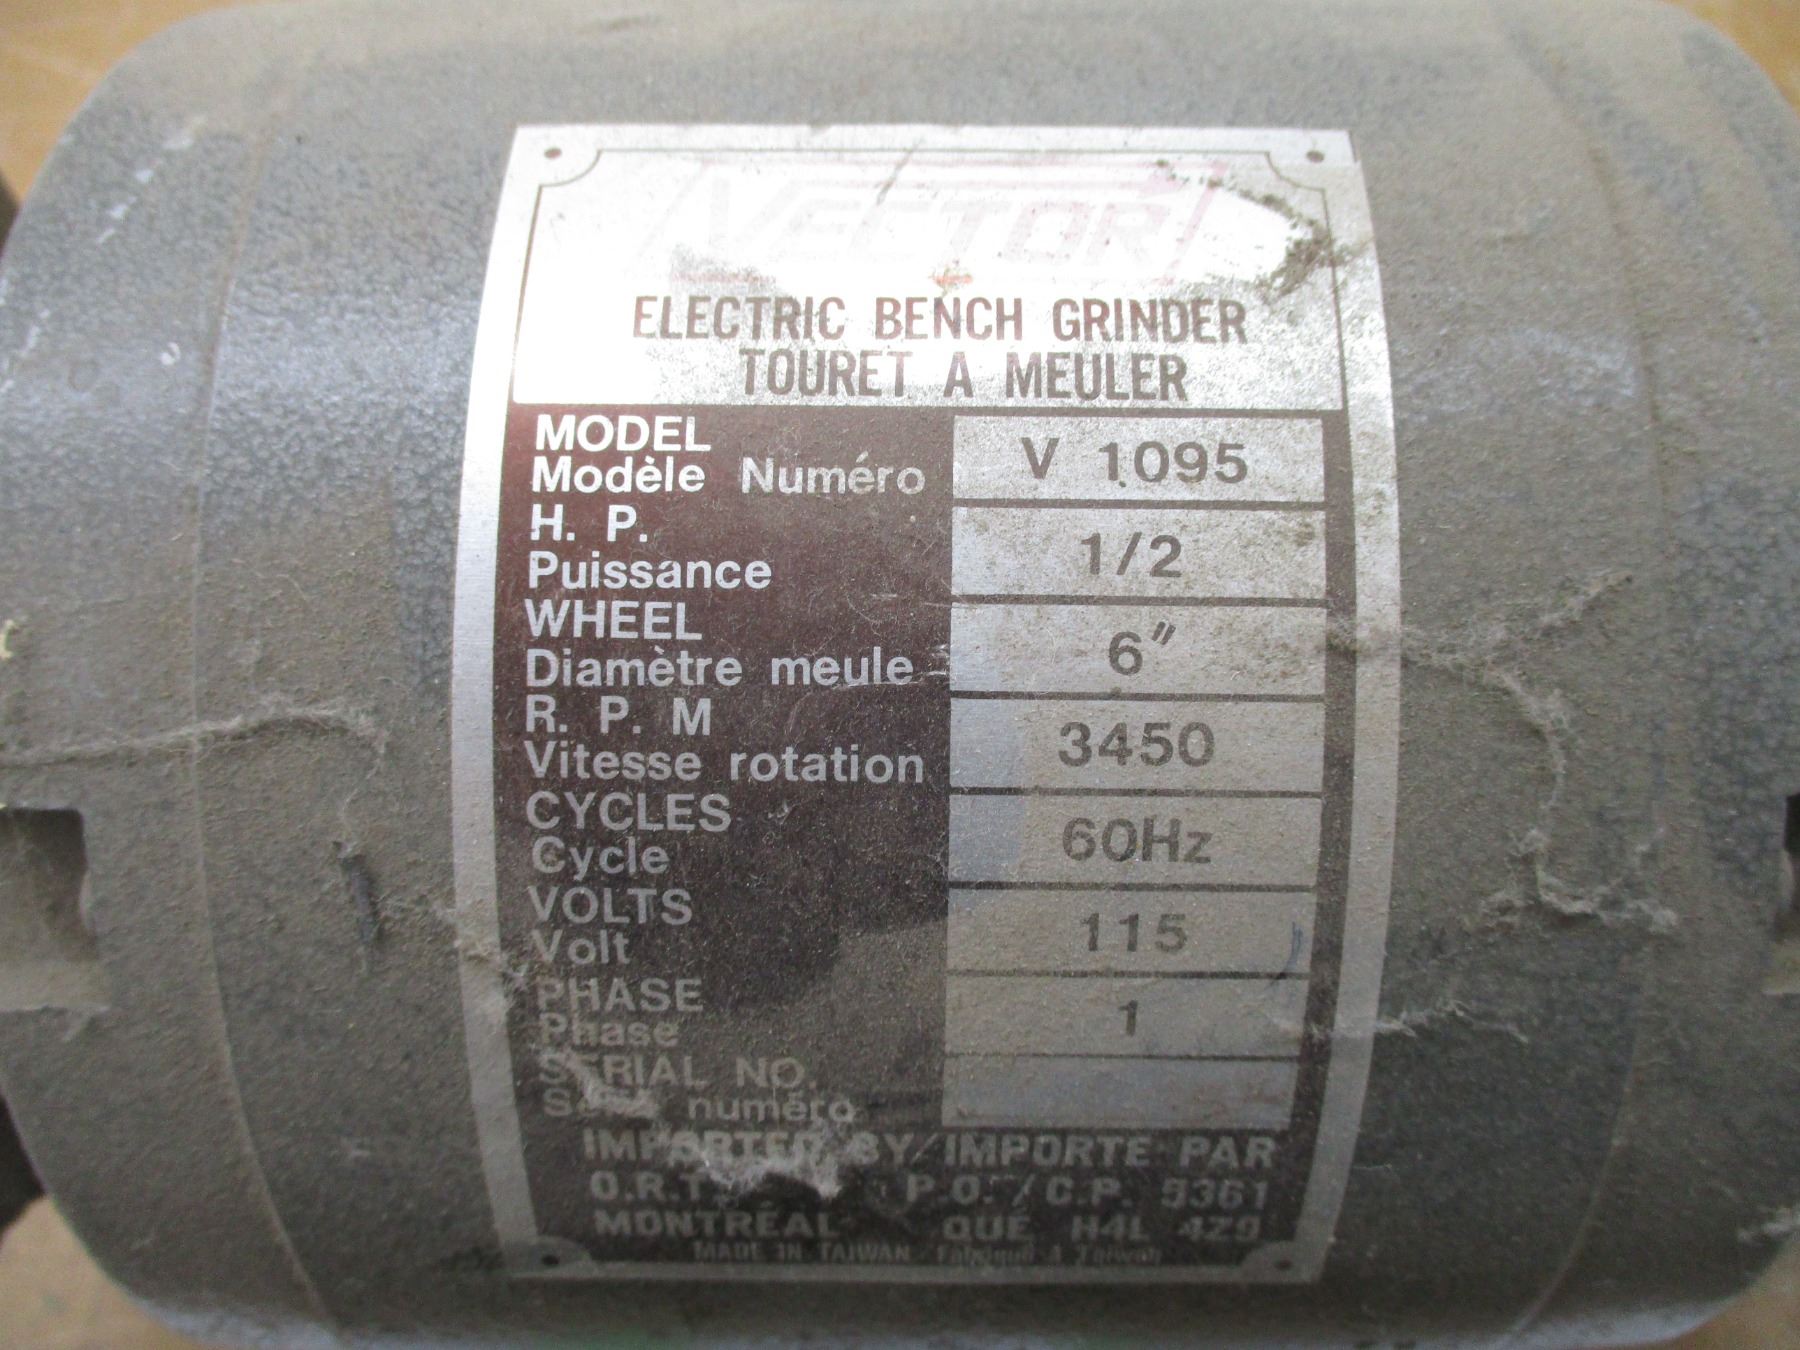 VECTOR
ELECTRIC BENCH GRINDER
TOURET A MEULER
MODEL
Modèle Numéro
V 1095
H. P.
Puissance
1/2
WHEEL
Diamètre meule
6"
R. P. M
Vitesse rotation
3450
CYCLES
Cycle
60Hz
VOLTS
Volt
115
PHASE
Phase
1
SERIAL NO.
numéro
IMPORTED BY/IMPORTE PAR
O.R.T. P.O./C.P. 5361
MONTRÉAL QUE H4L 4Z9
MADE IN TAIWAN